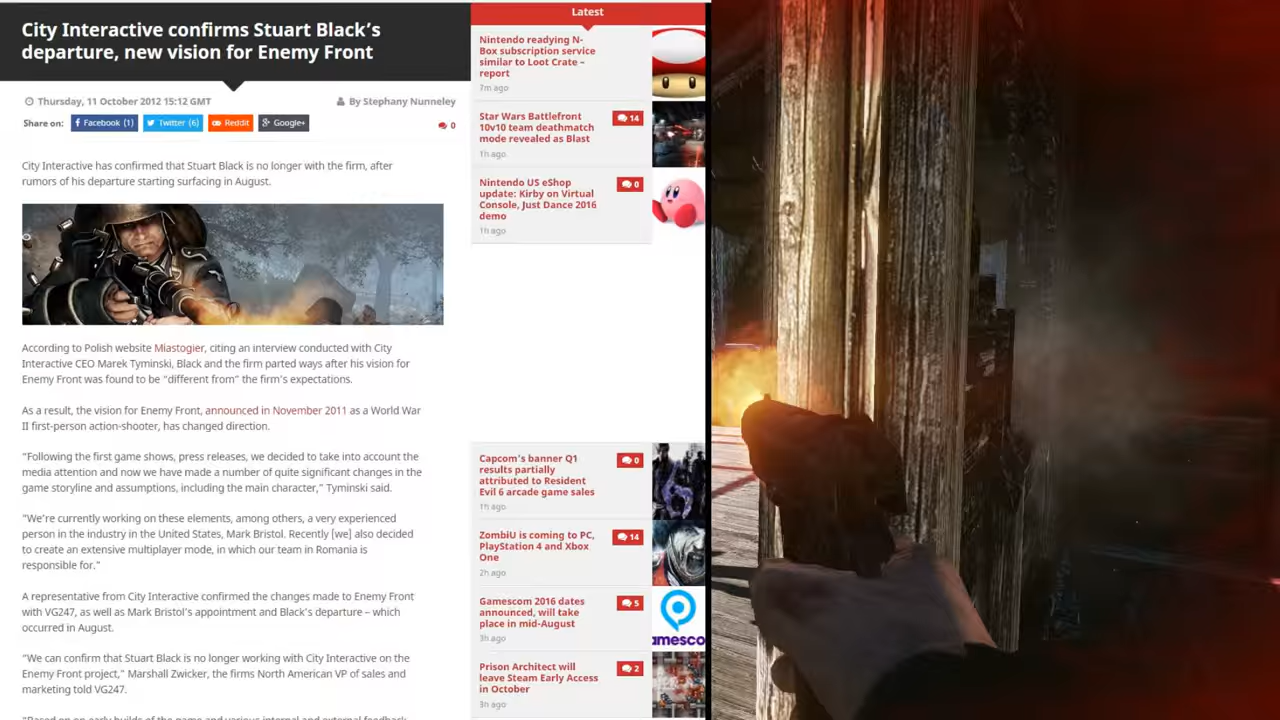 City Interactive confirms Stuart Black's
departure, new vision for Enemy Front
Thursday, 11 October 2012 15:12 GMT
By Stephany Nunneley
Share on:
Facebook (1)
Twitter (6)
Reddit
Google+
0
City Interactive has confirmed that Stuart Black is no longer with the firm, after
rumors of his departure starting surfacing in August.
According to Polish website Miastogier, citing an interview conducted with City
Interactive CEO Marek Tyminski, Black and the firm parted ways after his vision for
Enemy Front was found to be "different from" the firm's expectations.
As a result, the vision for Enemy Front, announced in November 2011 as a World War
II first-person action-shooter, has changed direction.
"Following the first game shows, press releases, we decided to take into account the
media attention and now we have made a number of quite significant changes in the
game storyline and assumptions, including the main character," Tyminski said.
"We're currently working on these elements, among others, a very experienced
person in the industry in the United States, Mark Bristol. Recently [we] also decided
to create an extensive multiplayer mode, in which our team in Romania is
responsible for."
A representative from City Interactive confirmed the changes made to Enemy Front
with VG247, as well as Mark Bristol's appointment and Black's departure – which
occurred in August.
"We can confirm that Stuart Black is no longer working with City Interactive on the
Enemy Front project," Marshall Zwicker, the firms North American VP of sales and
marketing told VG247.
"Based on on early builds of the game and various internal and external feedback,
Latest
Nintendo readying N-
Box subscription service
similar to Loot Crate –
report
7m ago
Star Wars Battlefront
10v10 team deathmatch
mode revealed as Blast
14
1h ago
Nintendo US eShop
update: Kirby on Virtual
Console, Just Dance 2016
demo
0
1h ago
Capcom's banner Q1
results partially
attributed to Resident
Evil 6 arcade game sales
0
1h ago
ZombiU is coming to PC,
PlayStation 4 and Xbox
One
14
2h ago
Gamescom 2016 dates
announced, will take
place in mid-August
5
3h ago
amesco
Prison Architect will
leave Steam Early Access
in October
2
3h ago